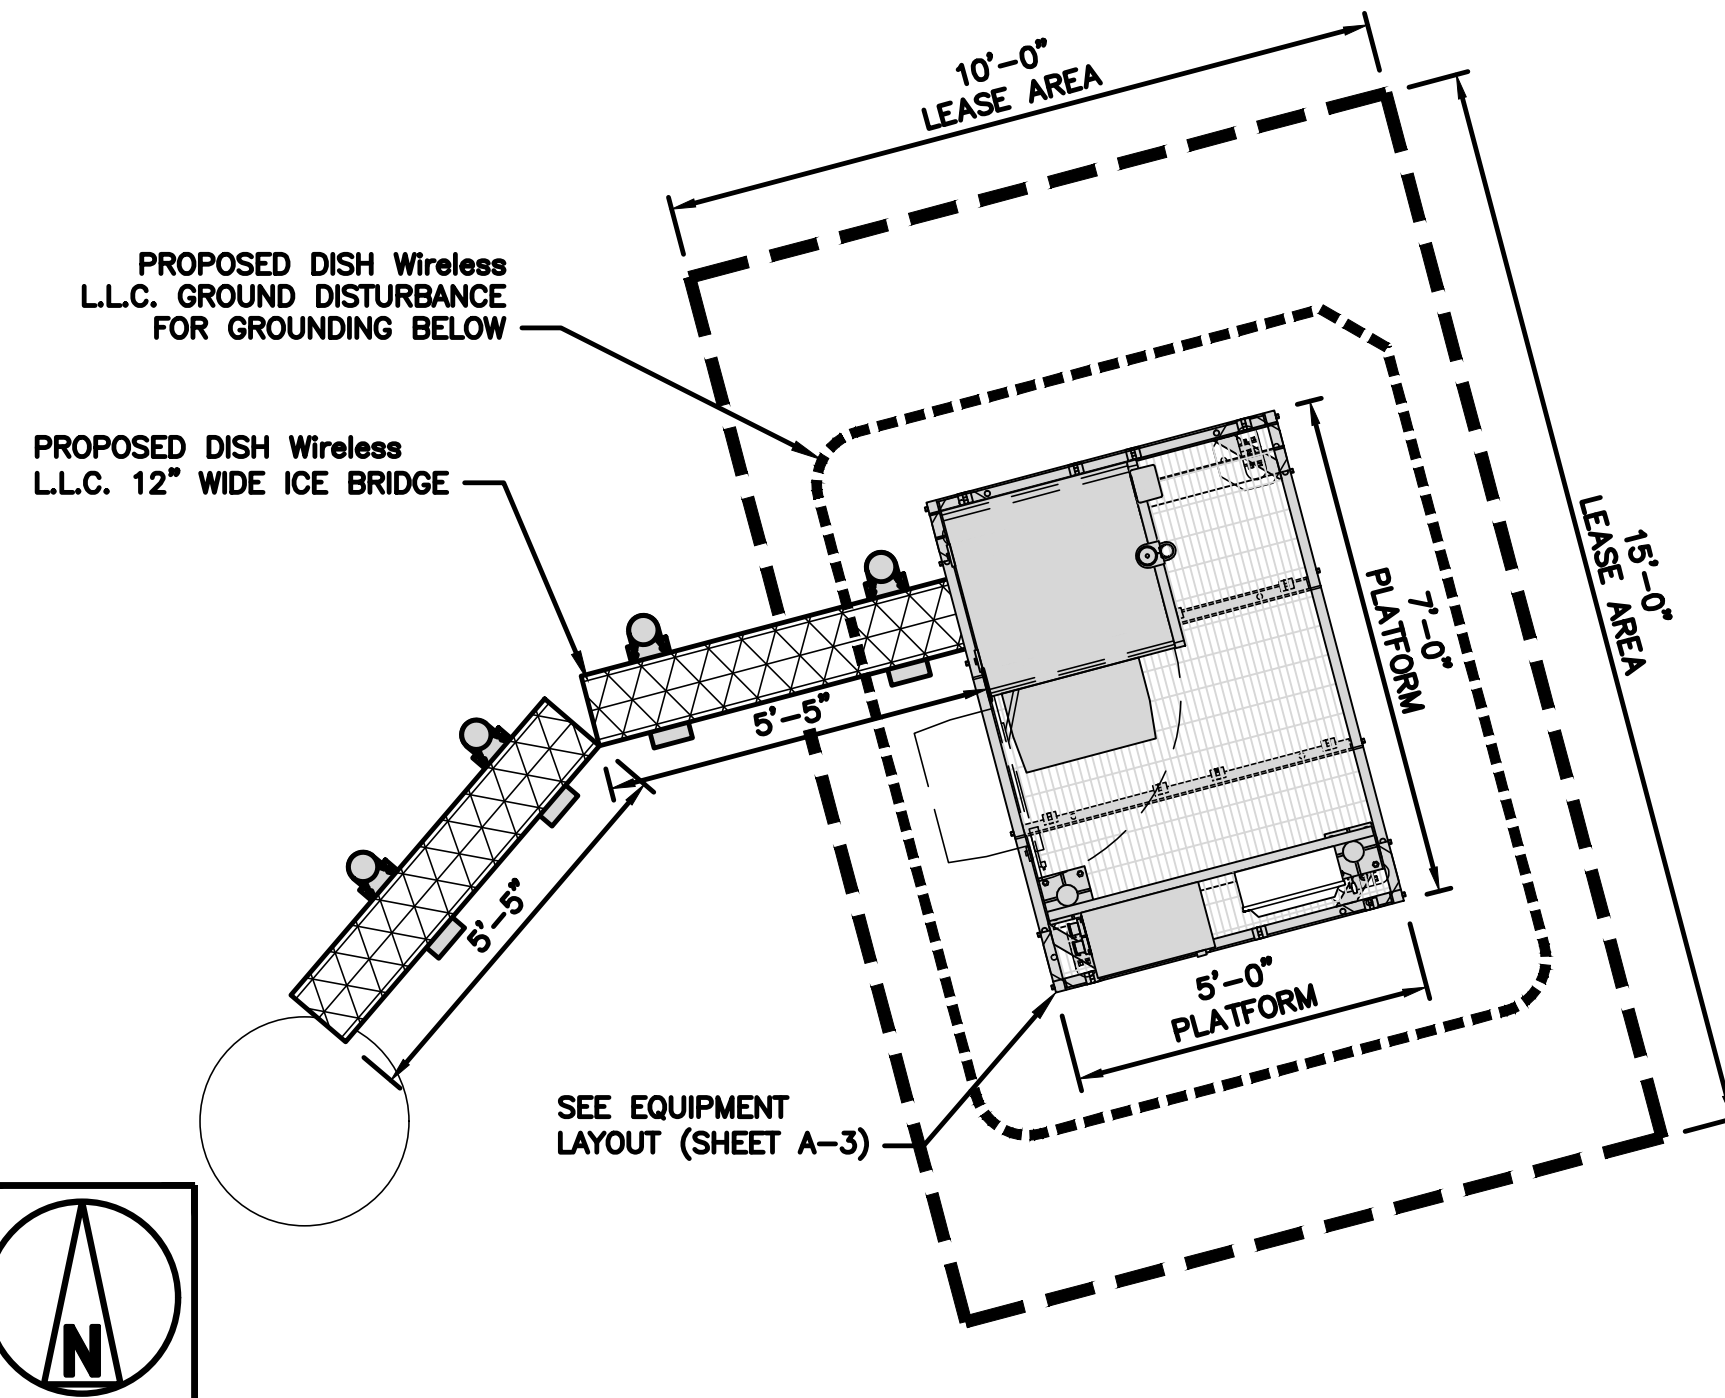 10'-0"
LEASE AREA
PROPOSED DISH Wireless
L.L.C. GROUND DISTURBANCE
FOR GROUNDING BELOW
PROPOSED DISH Wireless
L.L.C. 12" WIDE ICE BRIDGE
15'-0"
LEASE AREA
7'-0"
PLATFORM
5'-5"
5'-5"
5'-0"
PLATFORM
SEE EQUIPMENT
LAYOUT (SHEET A-3)
N